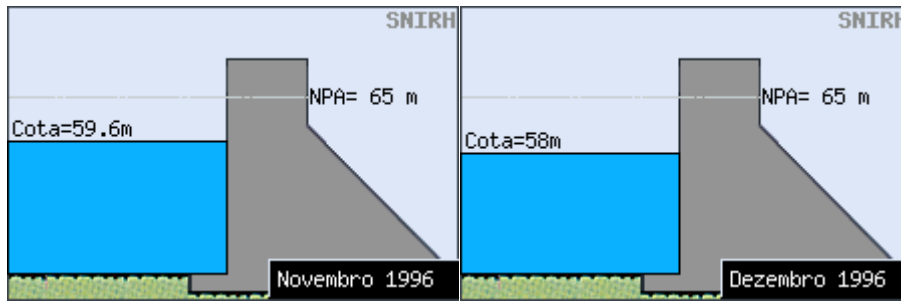 SNIRH
NPA= 65 m
Cota=59.6m
Novembro 1996
SNIRH
NPA= 65 m
Cota=58m
Dezembro 1996